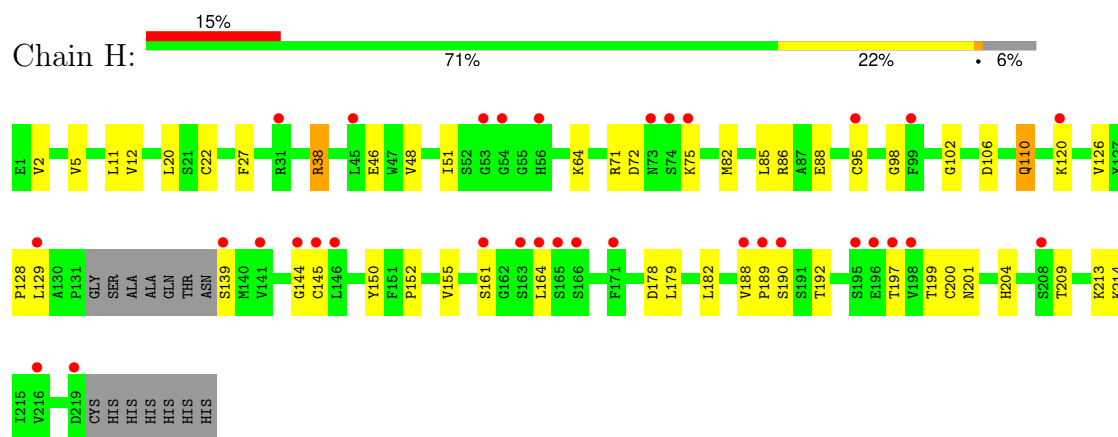 15%
Chain H:
71% 22% • 6%
E1 V2 V5 L11 V12 L20 S21 C22 F27 R31 R38 L45 E46 W47 V48 I51 S52 G53 G54 G55 H56 K64 R71 D72 N73 S74 K75 M82 L85 R86 A87 E88 C95 G98 F99 G102 D106 Q110 K120 V126 Y127
P128 L129 A130 P131 GLY SER ALA ALA GLN THR ASN S139 M140 V141 G144 C145 L146 Y150 F151 P152 V155 S161 G162 S163 L164 S165 S166 F171 D178 L179 L182 V188 P189 S190 S191 T192 S195 E196 T197 V198 T199 C200 N201 H204 S208 T209 K213 K214
I215 V216 D219 CYS HIS HIS HIS HIS HIS HIS